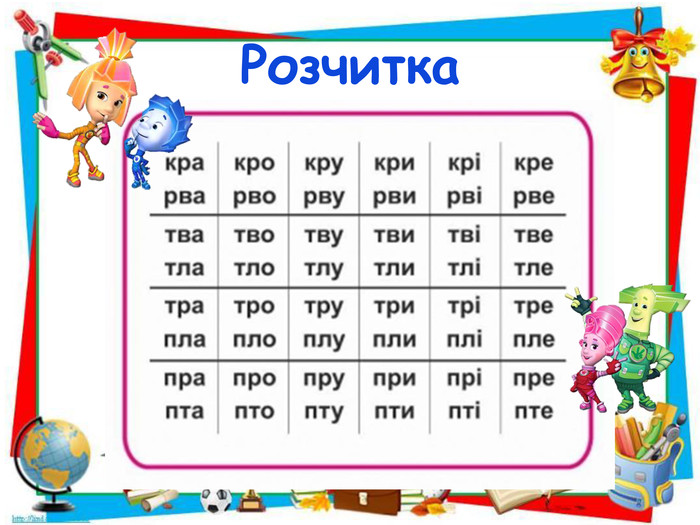 Розчитка
кра кро кру кри крі кре
рва рво рву рви рві рве
тва тво тву тви тві тве
тла тло тлу тли тлі тле
тра тро тру три трі тре
пла пло плу пли плі пле
пра про пру при прі пре
пта пто пту пти пті пте